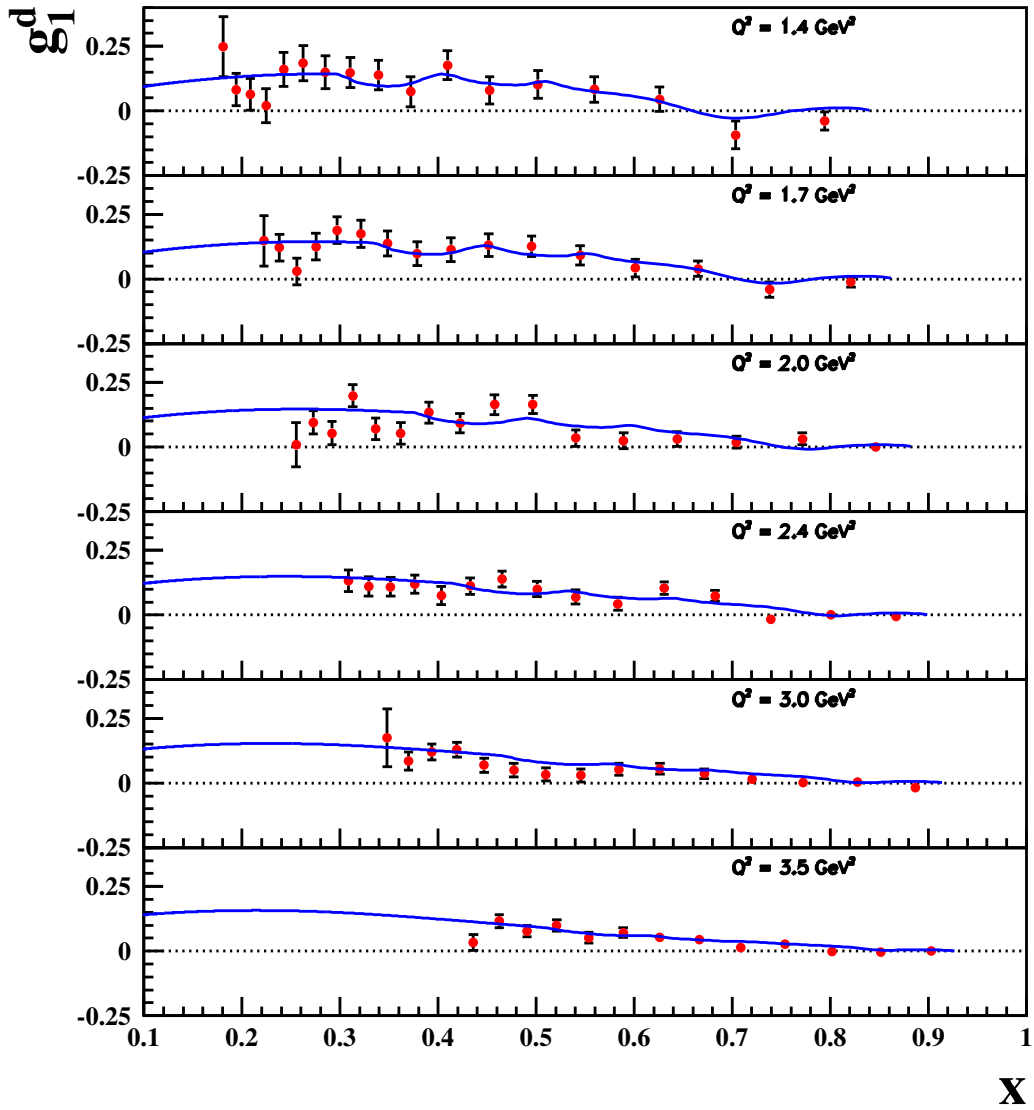 g₁ᵈ
Q² = 1.4 GeV²
0.25
0
-0.25
Q² = 1.7 GeV²
0.25
0
-0.25
Q² = 2.0 GeV²
0.25
0
-0.25
Q² = 2.4 GeV²
0.25
0
-0.25
Q² = 3.0 GeV²
0.25
0
-0.25
Q² = 3.5 GeV²
0.25
0
-0.25
0.1 0.2 0.3 0.4 0.5 0.6 0.7 0.8 0.9 1
x